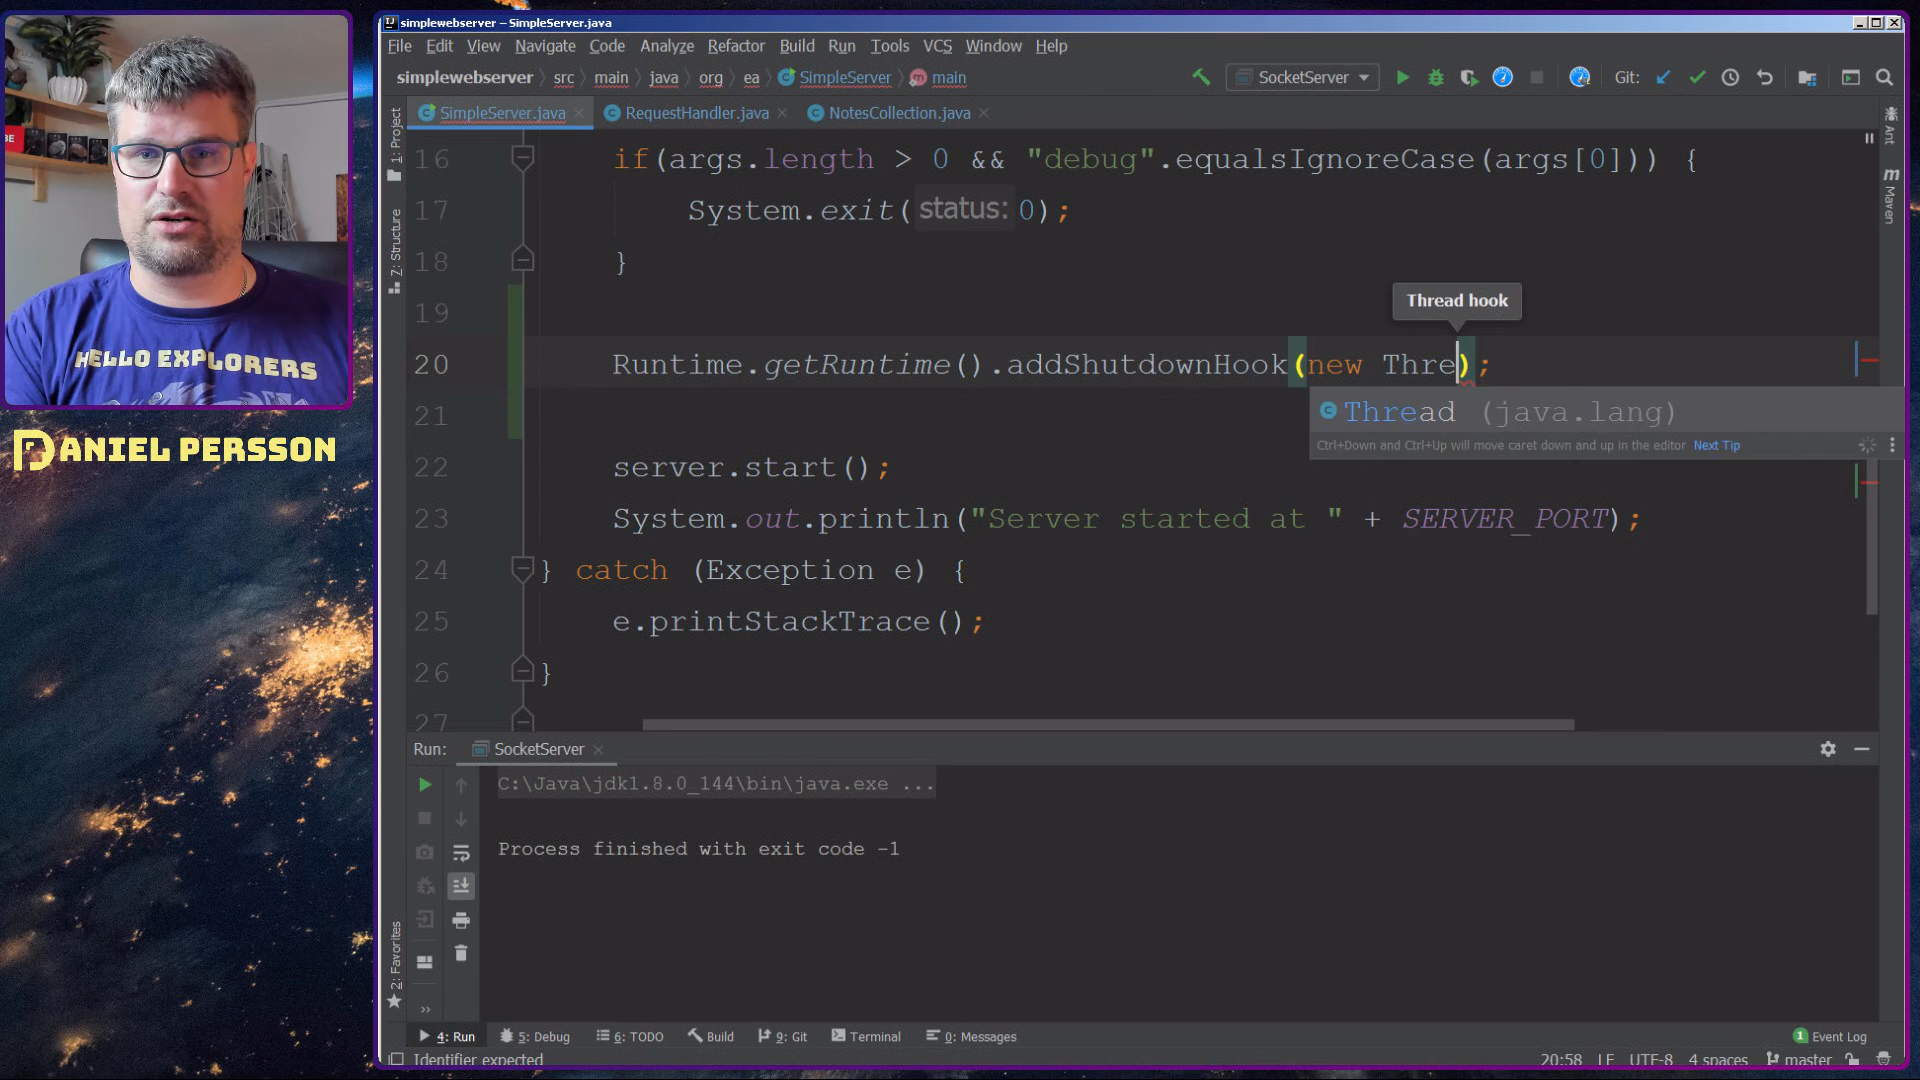 simplewebserver – SimpleServer.java
File Edit View Navigate Code Analyze Refactor Build Run Tools VCS Window Help
simplewebserver src main java org ea SimpleServer main
SocketServer
Git:
SimpleServer.java
RequestHandler.java
NotesCollection.java
1: Project
7: Structure
2: Favorites
Ant
Maven
16 if(args.length > 0 && "debug".equalsIgnoreCase(args[0])) {
17 System.exit( status: 0);
18 }
19
Thread hook
20 Runtime.getRuntime().addShutdownHook(new Thre);
21
Thread (java.lang)
Ctrl+Down and Ctrl+Up will move caret down and up in the editor Next Tip
22 server.start();
23 System.out.println("Server started at " + SERVER_PORT);
24 } catch (Exception e) {
25 e.printStackTrace();
26 }
27
Run: SocketServer
C:\Java\jdk1.8.0_144\bin\java.exe ...
Process finished with exit code -1
4: Run 5: Debug 6: TODO Build 9: Git Terminal 0: Messages
1 Event Log
Identifier expected
20:58 LF UTF-8 4 spaces master
HELLO EXPLORERS
DANIEL PERSSON